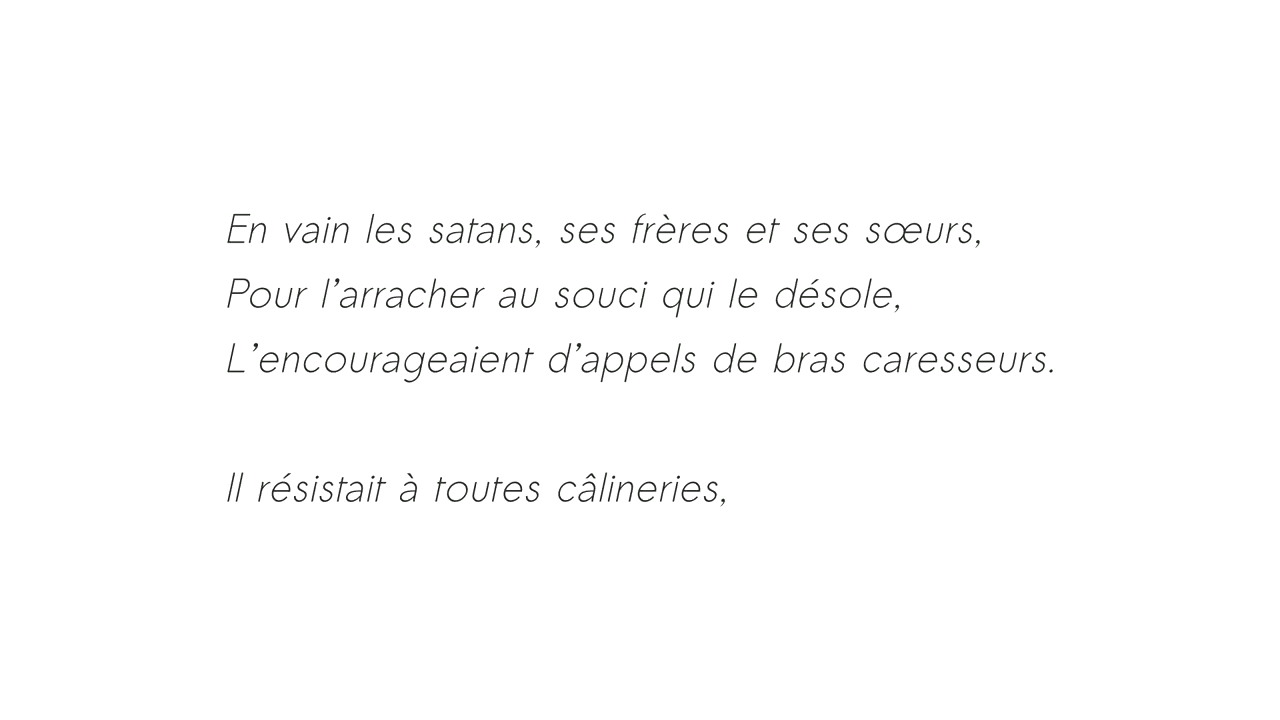 En vain les satans, ses frères et ses sœurs,
Pour l’arracher au souci qui le désole,
L’encourageaient d’appels de bras caresseurs.
Il résistait à toutes câlineries,